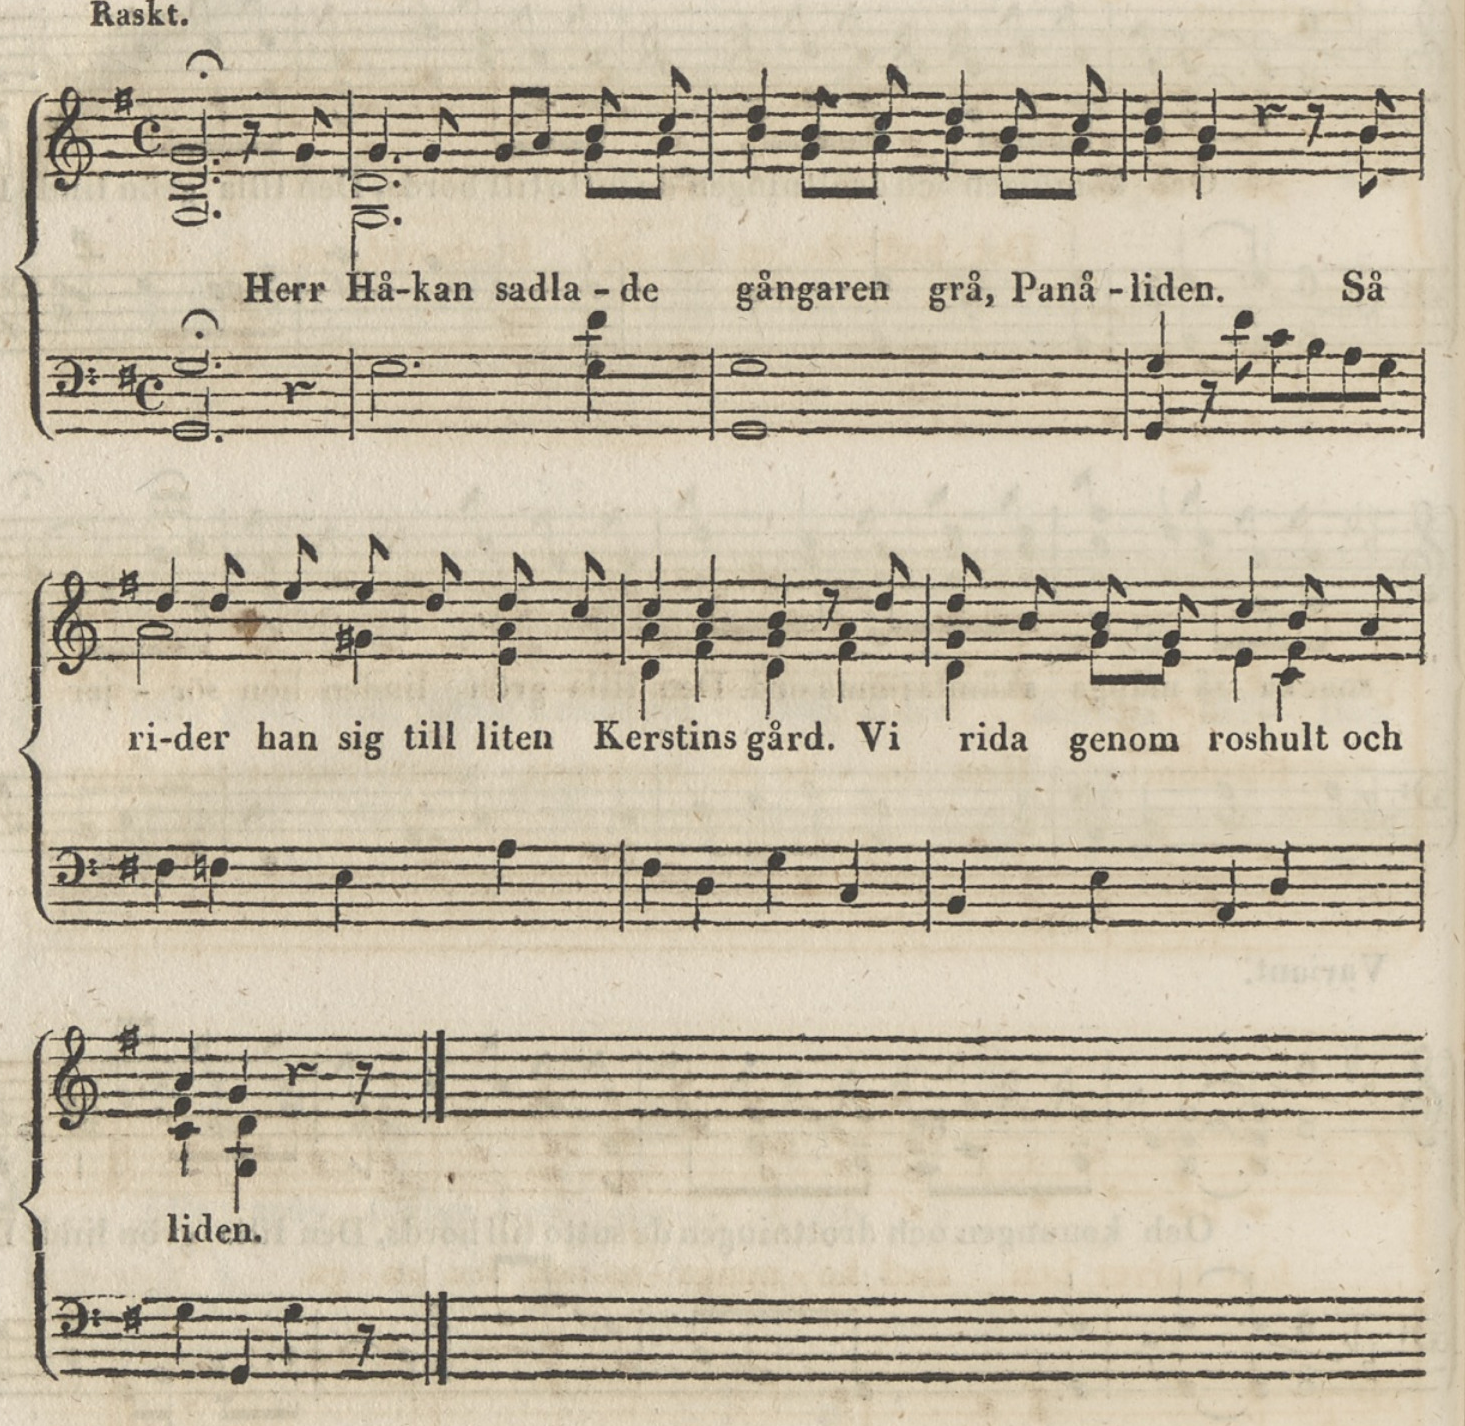 Raskt.
Herr Hå-kan sadla - de gångaren grå, Panå - liden. Så
ri-der han sig till liten Kerstins gård. Vi rida genom roshult och
liden.